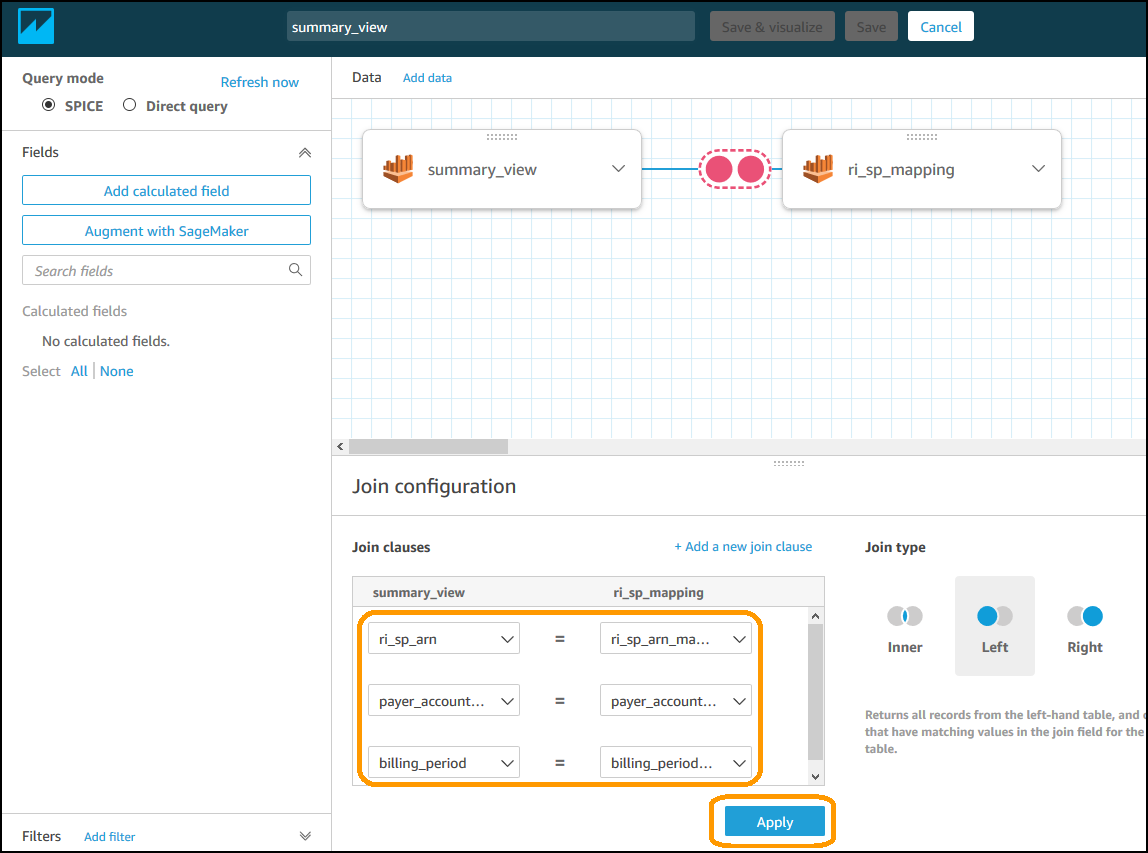 summary_view
Save & visualize
Save
Cancel
Query mode
Refresh now
SPICE
Direct query
Fields
Add calculated field
Augment with SageMaker
Search fields
Calculated fields
No calculated fields.
Select All | None
Filters
Add filter
Data
Add data
summary_view
ri_sp_mapping
Join configuration
Join clauses
+ Add a new join clause
summary_view
ri_sp_mapping
ri_sp_arn = ri_sp_arn_ma...
payer_account... = payer_account...
billing_period = billing_period...
Apply
Join type
Inner
Left
Right
Returns all records from the left-hand table, and
that have matching values in the join field for the
table.